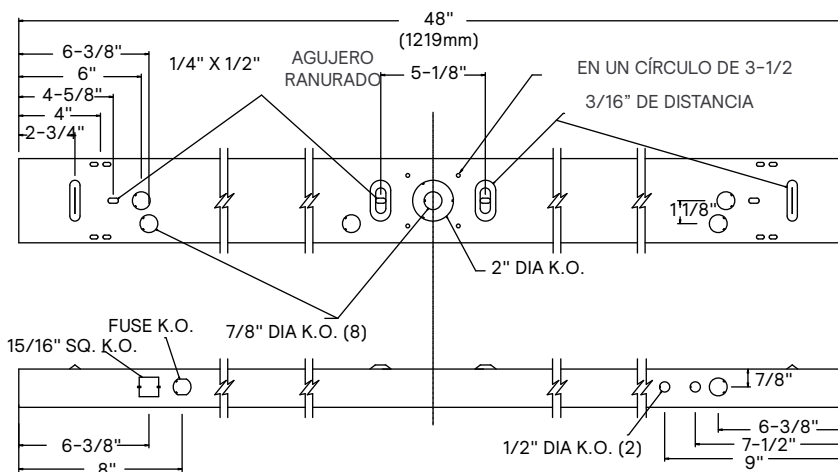 48"
(1219mm)
6-3/8"
1/4" X 1/2"
AGUJERO
RANURADO
5-1/8"
EN UN CÍRCULO DE 3-1/2
6"
4-5/8"
3/16” DE DISTANCIA
4"
2-3/4"
1 1/8"
2" DIA K.O.
7/8" DIA K.O. (8)
FUSE K.O.
15/16" SQ. K.O.
7/8"
6-3/8"
1/2" DIA K.O. (2)
6-3/8"
7-1/2"
8"
9"